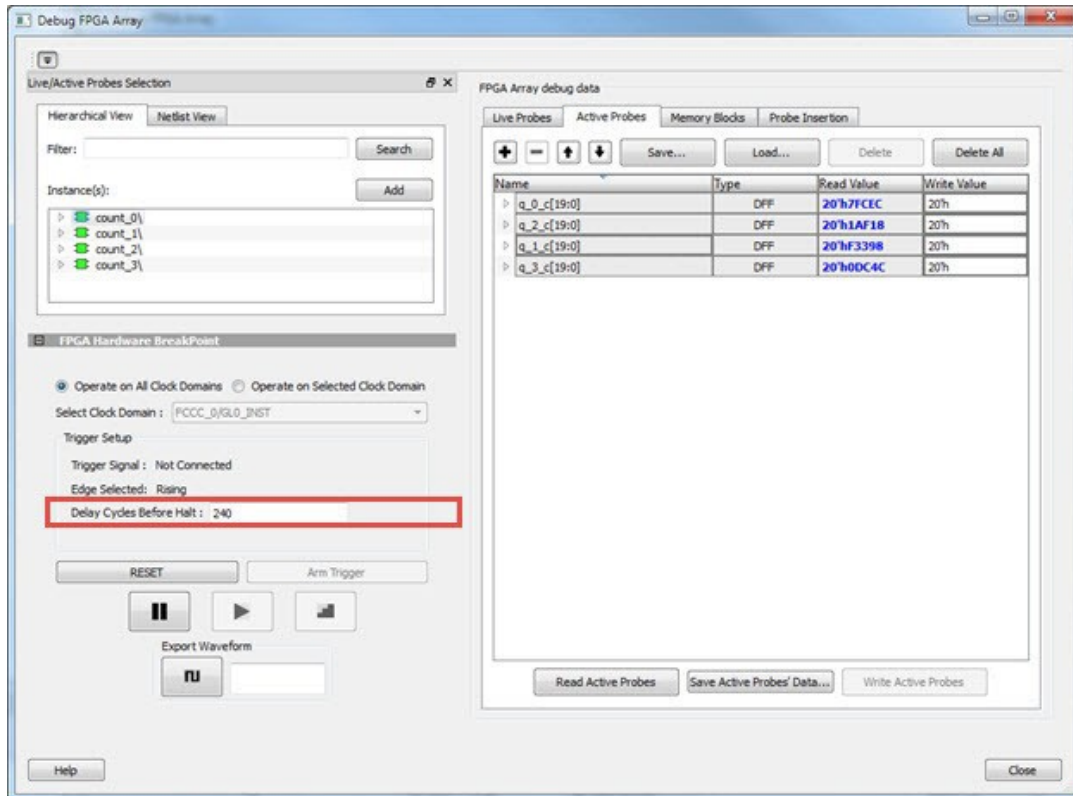 Debug FPGA Array
Live/Active Probes Selection
Hierarchical View Netlist View
Filter: Search
Instance(s): Add
count_0\
count_1\
count_2\
count_3\
FPGA Hardware BreakPoint
Operate on All Clock Domains Operate on Selected Clock Domain
Select Clock Domain : FCCC_0/GL0_INST
Trigger Setup
Trigger Signal : Not Connected
Edge Selected: Rising
Delay Cycles Before Halt : 240
RESET Arm Trigger
Export Waveform
FPGA Array debug data
Live Probes Active Probes Memory Blocks Probe Insertion
Save... Load... Delete Delete All
Name Type Read Value Write Value
q_0_c[19:0] DFF 20'h7FCEC 20'h
q_2_c[19:0] DFF 20'h1AF18 20'h
q_1_c[19:0] DFF 20'hF3398 20'h
q_3_c[19:0] DFF 20'h0DC4C 20'h
Read Active Probes Save Active Probes' Data... Write Active Probes
Help Close